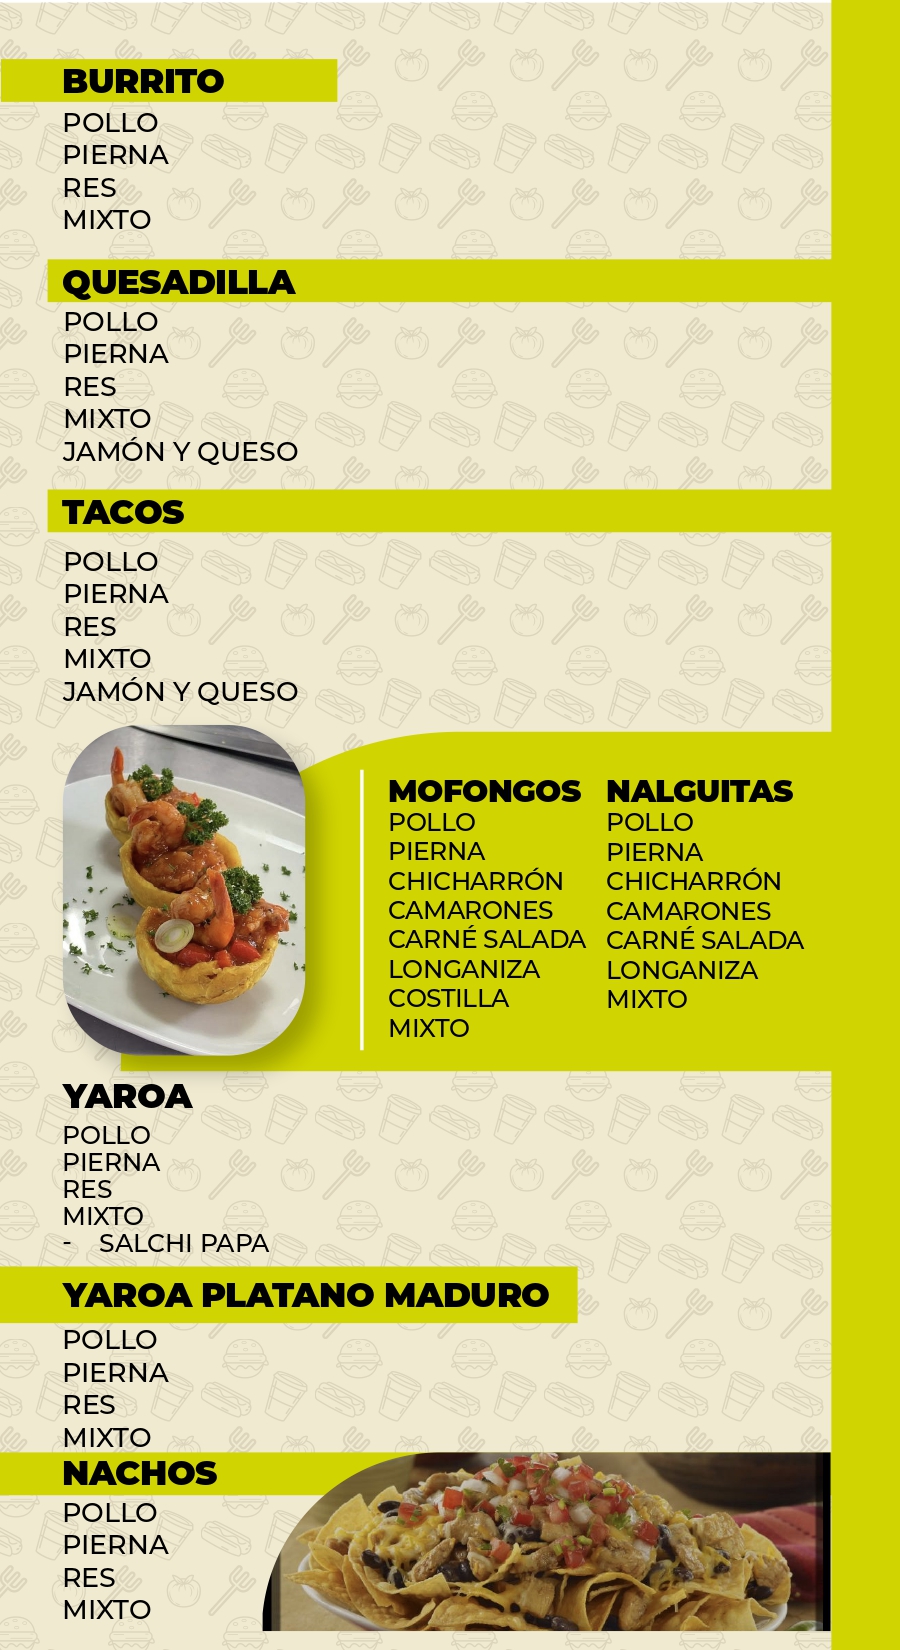 BURRITO
POLLO
PIERNA
RES
MIXTO
QUESADILLA
POLLO
PIERNA
RES
MIXTO
JAMÓN Y QUESO
TACOS
POLLO
PIERNA
RES
MIXTO
JAMÓN Y QUESO
MOFONGOS
POLLO
PIERNA
CHICHARRÓN
CAMARONES
CARNÉ SALADA
LONGANIZA
COSTILLA
MIXTO
NALGUITAS
POLLO
PIERNA
CHICHARRÓN
CAMARONES
CARNÉ SALADA
LONGANIZA
MIXTO
YAROA
POLLO
PIERNA
RES
MIXTO
- SALCHI PAPA
YAROA PLATANO MADURO
POLLO
PIERNA
RES
MIXTO
NACHOS
POLLO
PIERNA
RES
MIXTO